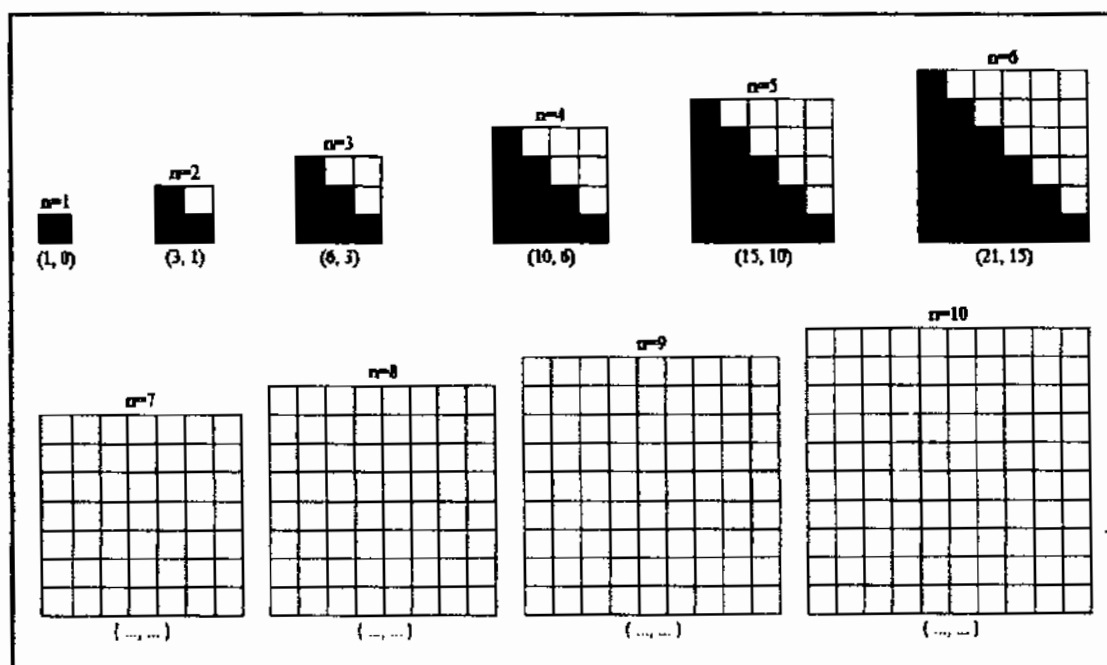 n=1
(1, 0)
n=2
(3, 1)
n=3
(6, 3)
n=4
(10, 6)
n=5
(15, 10)
n=6
(21, 15)
n=7
( ..., ... )
n=8
( ..., ... )
n=9
( ..., ... )
n=10
( ..., ... )